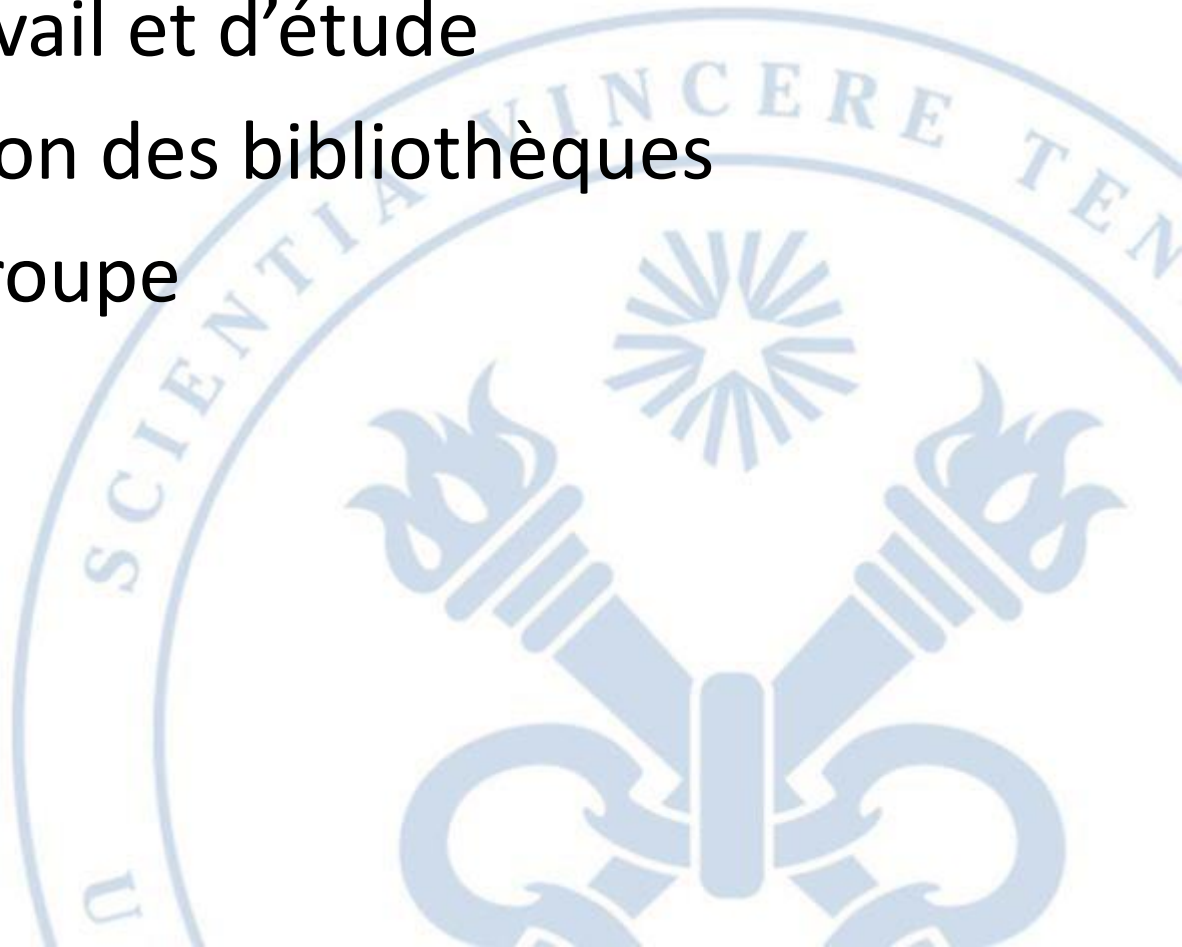 vail et d’étude
on des bibliothèques
roupe
SCIENTIA VINCERE TEN
U